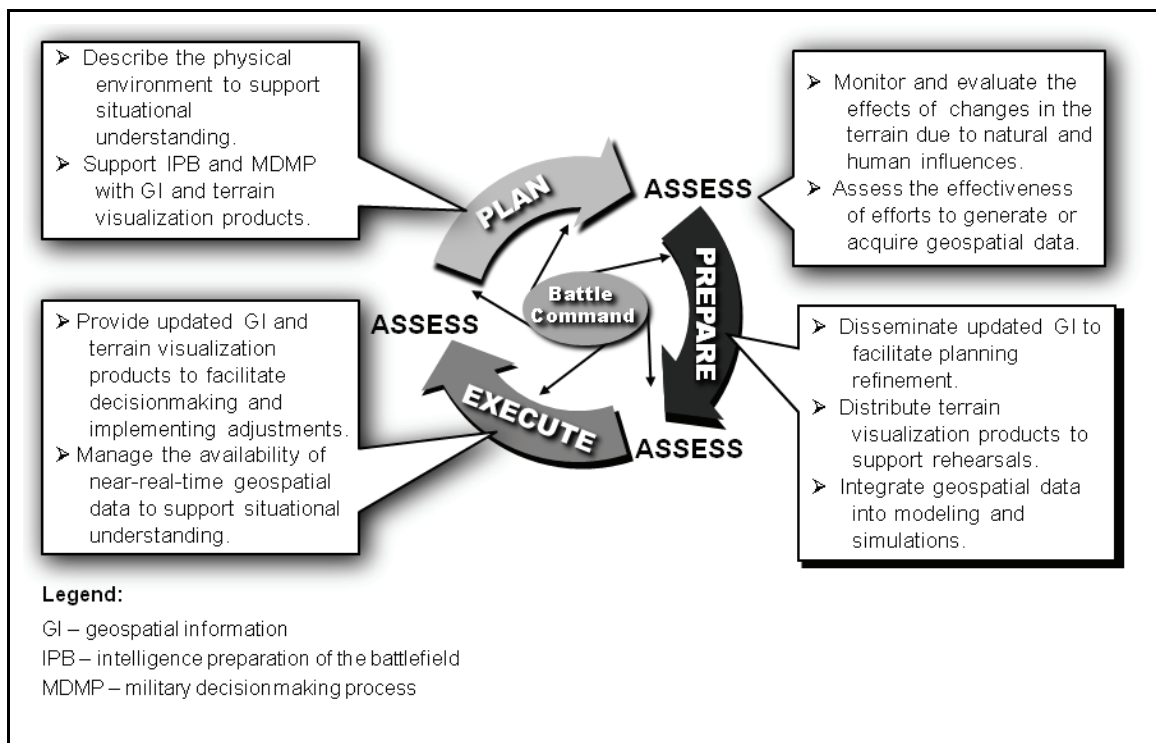 ➢ Describe the physical
environment to support
situational
understanding.
➢ Support IPB and MDMP
with GI and terrain
visualization products.
PLAN
ASSESS
➢ Monitor and evaluate the
effects of changes in the
terrain due to natural and
human influences.
➢ Assess the effectiveness
of efforts to generate or
acquire geospatial data.
PREPARE
Battle
Command
ASSESS
➢ Provide updated GI and
terrain visualization
products to facilitate
decisionmaking and
implementing adjustments.
➢ Manage the availability of
near-real-time geospatial
data to support situational
understanding.
EXECUTE
ASSESS
➢ Disseminate updated GI to
facilitate planning
refinement.
➢ Distribute terrain
visualization products to
support rehearsals.
➢ Integrate geospatial data
into modeling and
simulations.
Legend:
GI – geospatial information
IPB – intelligence preparation of the battlefield
MDMP – military decisionmaking process